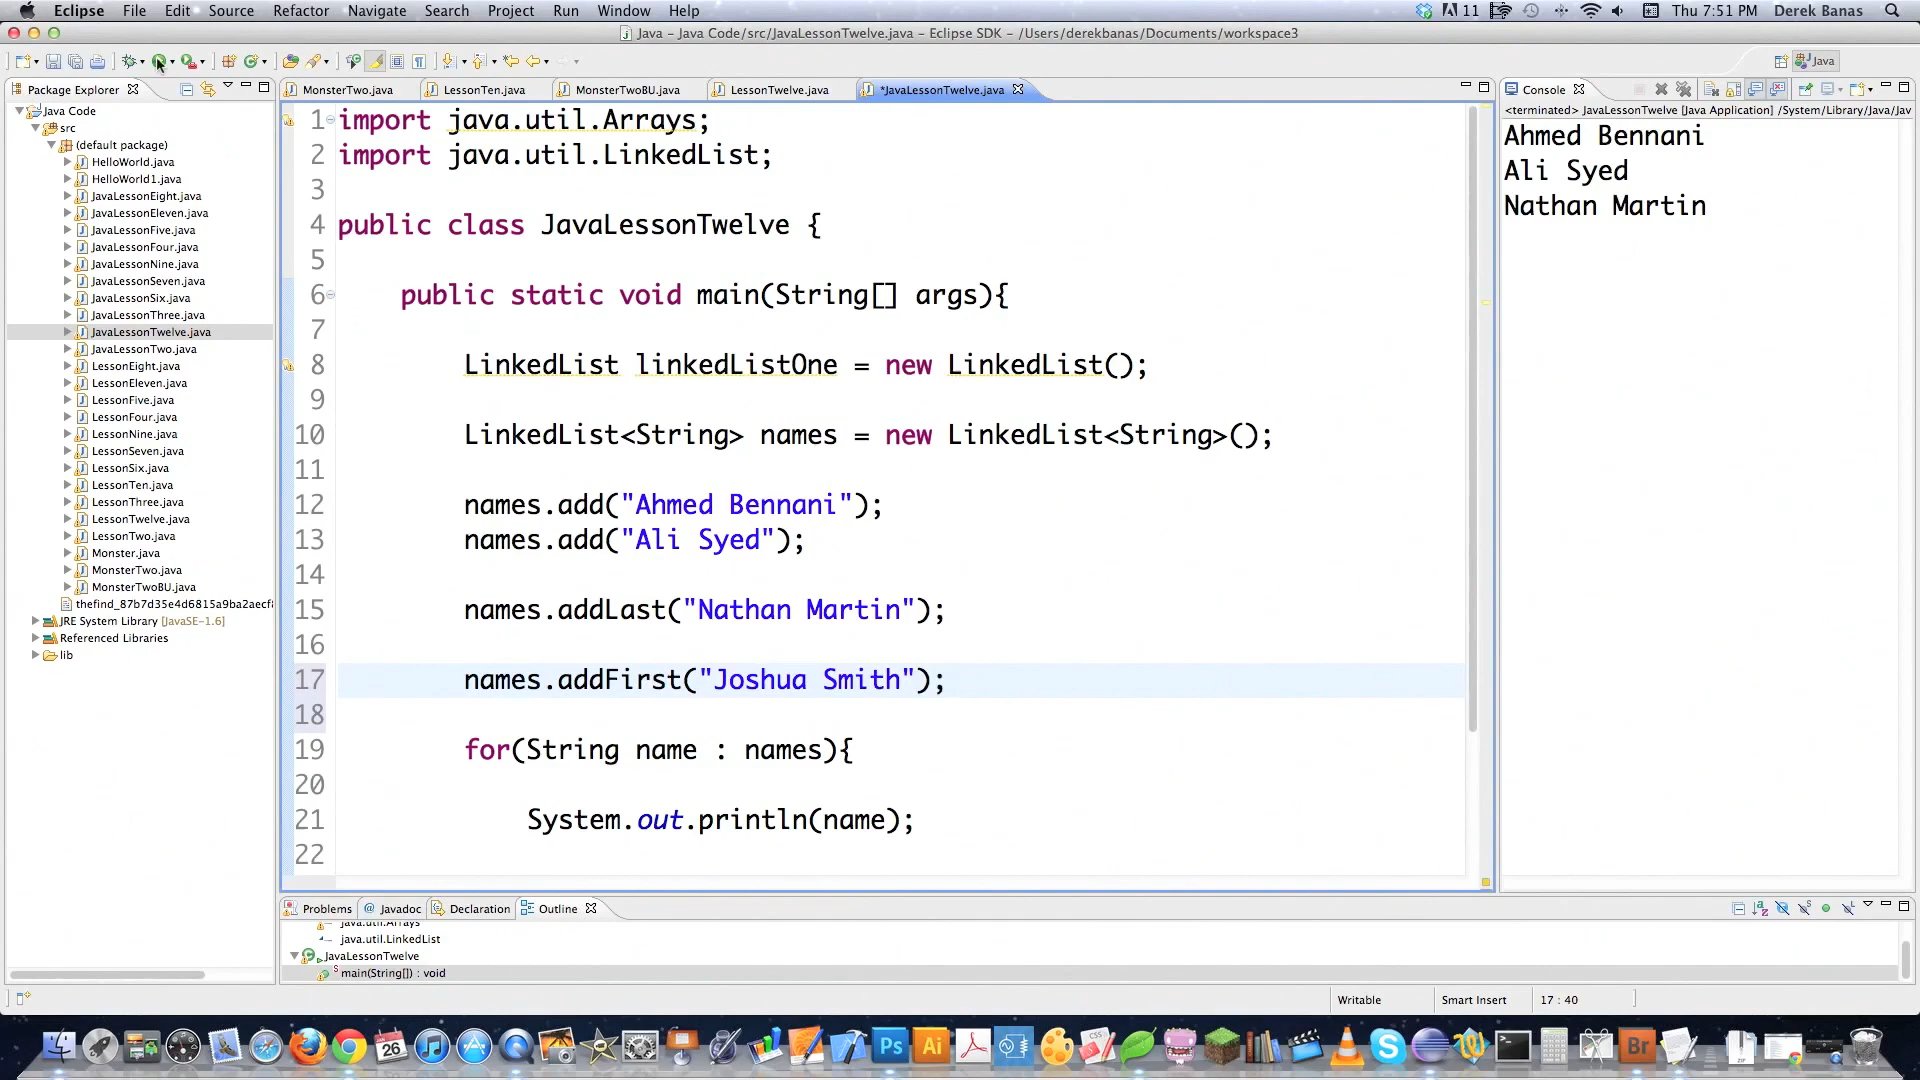 Eclipse File Edit Source Refactor Navigate Search Project Run Window Help 11 Thu 7:51 PM Derek Banas
Java – Java Code/src/JavaLessonTwelve.java – Eclipse SDK – /Users/derekbanas/Documents/workspace3
Java
Package Explorer
Java Code
src
(default package)
HelloWorld.java
HelloWorld1.java
JavaLessonEight.java
JavaLessonEleven.java
JavaLessonFive.java
JavaLessonFour.java
JavaLessonNine.java
JavaLessonSeven.java
JavaLessonSix.java
JavaLessonThree.java
JavaLessonTwelve.java
JavaLessonTwo.java
LessonEight.java
LessonEleven.java
LessonFive.java
LessonFour.java
LessonNine.java
LessonSeven.java
LessonSix.java
LessonTen.java
LessonThree.java
LessonTwelve.java
LessonTwo.java
Monster.java
MonsterTwo.java
MonsterTwoBU.java
thefind_87b7d35e4d6815a9ba2aecf8
JRE System Library [JavaSE-1.6]
Referenced Libraries
lib
MonsterTwo.java LessonTen.java MonsterTwoBU.java LessonTwelve.java *JavaLessonTwelve.java
1 import java.util.Arrays;
2 import java.util.LinkedList;
3
4 public class JavaLessonTwelve {
5
6 public static void main(String[] args){
7
8 LinkedList linkedListOne = new LinkedList();
9
10 LinkedList<String> names = new LinkedList<String>();
11
12 names.add("Ahmed Bennani");
13 names.add("Ali Syed");
14
15 names.addLast("Nathan Martin");
16
17 names.addFirst("Joshua Smith");
18
19 for(String name : names){
20
21 System.out.println(name);
22
Console
<terminated> JavaLessonTwelve [Java Application] /System/Library/Java/Jav
Ahmed Bennani
Ali Syed
Nathan Martin
Problems @ Javadoc Declaration Outline
java.util.Arrays
java.util.LinkedList
JavaLessonTwelve
main(String[]) : void
Writable Smart Insert 17 : 40
26 Ps Ai CSS Br